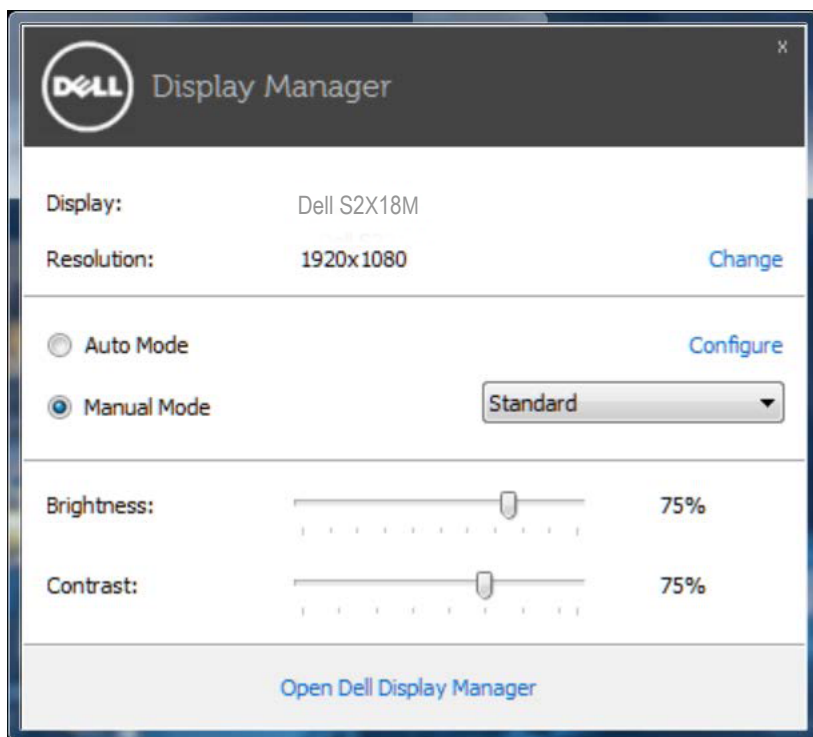 DELL Display Manager
X
Display: Dell S2X18M
Resolution: 1920x1080 Change
Auto Mode Configure
Manual Mode Standard
Brightness: 75%
Contrast: 75%
Open Dell Display Manager